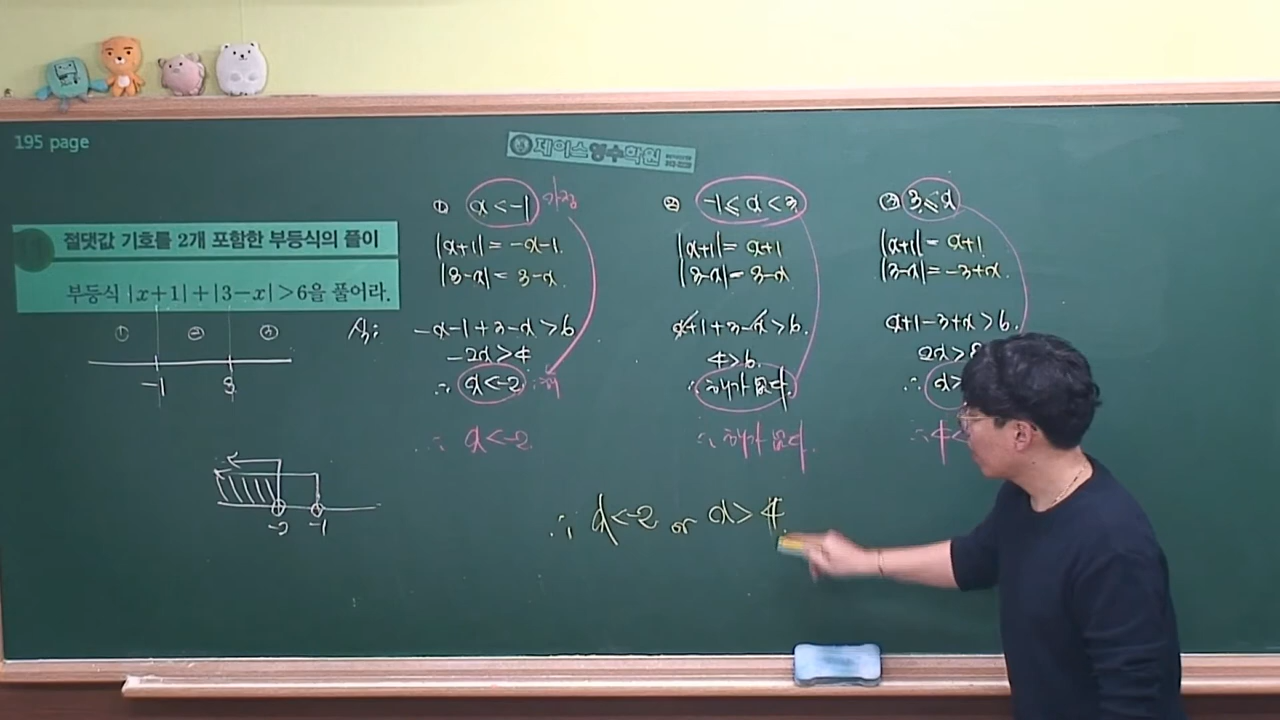 195 page
제이스영수학원
절댓값 기호를 2개 포함한 부등식의 풀이
부등식 |x+1|+|3-x|>6을 풀어라.
① ② ③
-1 3
-2 -1
sol:
① x<-1 가정
|x+1|=-x-1.
|3-x|=3-x
-x-1+3-x>6
-2x>4
∴ x<-2 ∴해
∴ x<-2
② -1≤x<3
|x+1|=x+1
|3-x|=3-x
x+1+3-x>6.
4>6.
∴ 해가 없다.
∴ 해가 없다.
③ 3≤x
|x+1|=x+1.
|3-x|=-3+x.
x+1-3+x>6.
2x>
∴ x>
∴ 4<
∴ x<-2 or x>4.